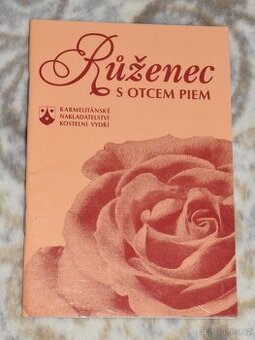 Růženec
S OTCEM PIEM
KARMELITÁNSKÉ
NAKLADATELSTVÍ
KOSTELNÍ VYDŘÍ